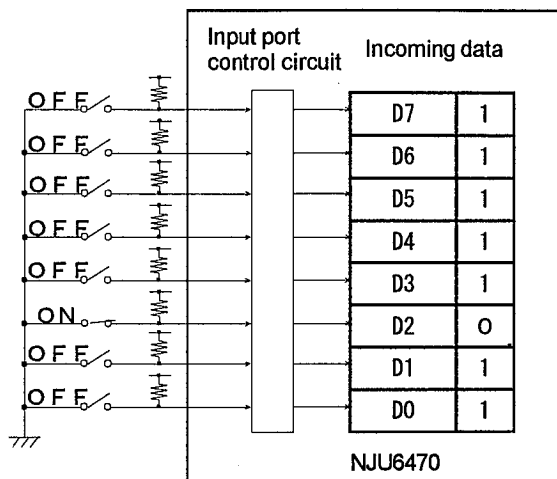 Input port
control circuit
Incoming data
OFF D7 1
OFF D6 1
OFF D5 1
OFF D4 1
OFF D3 1
ON D2 0
OFF D1 1
OFF D0 1
NJU6470